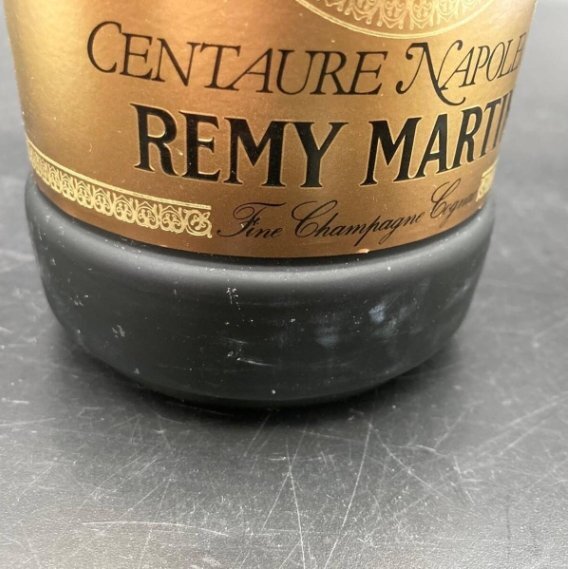 CENTAURE NAPOLE
REMY MARTI
Fine Champagne Cognac